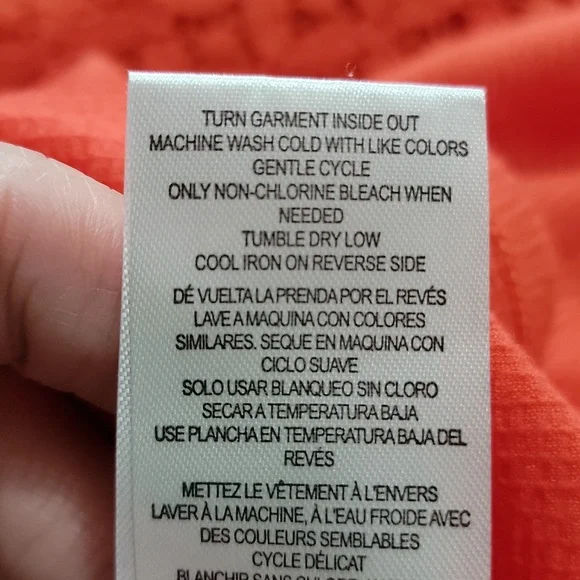 TURN GARMENT INSIDE OUT
MACHINE WASH COLD WITH LIKE COLORS
GENTLE CYCLE
ONLY NON-CHLORINE BLEACH WHEN
NEEDED
TUMBLE DRY LOW
COOL IRON ON REVERSE SIDE
DÉ VUELTA LA PRENDA POR EL REVÉS
LAVE A MAQUINA CON COLORES
SIMILARES. SEQUE EN MAQUINA CON
CICLO SUAVE
SOLO USAR BLANQUEO SIN CLORO
SECAR A TEMPERATURA BAJA
USE PLANCHA EN TEMPERATURA BAJA DEL
REVÉS
METTEZ LE VÊTEMENT À L'ENVERS
LAVER À LA MACHINE, À L'EAU FROIDE AVEC
DES COULEURS SEMBLABLES
CYCLE DÉLICAT
BLANCHIR SANS